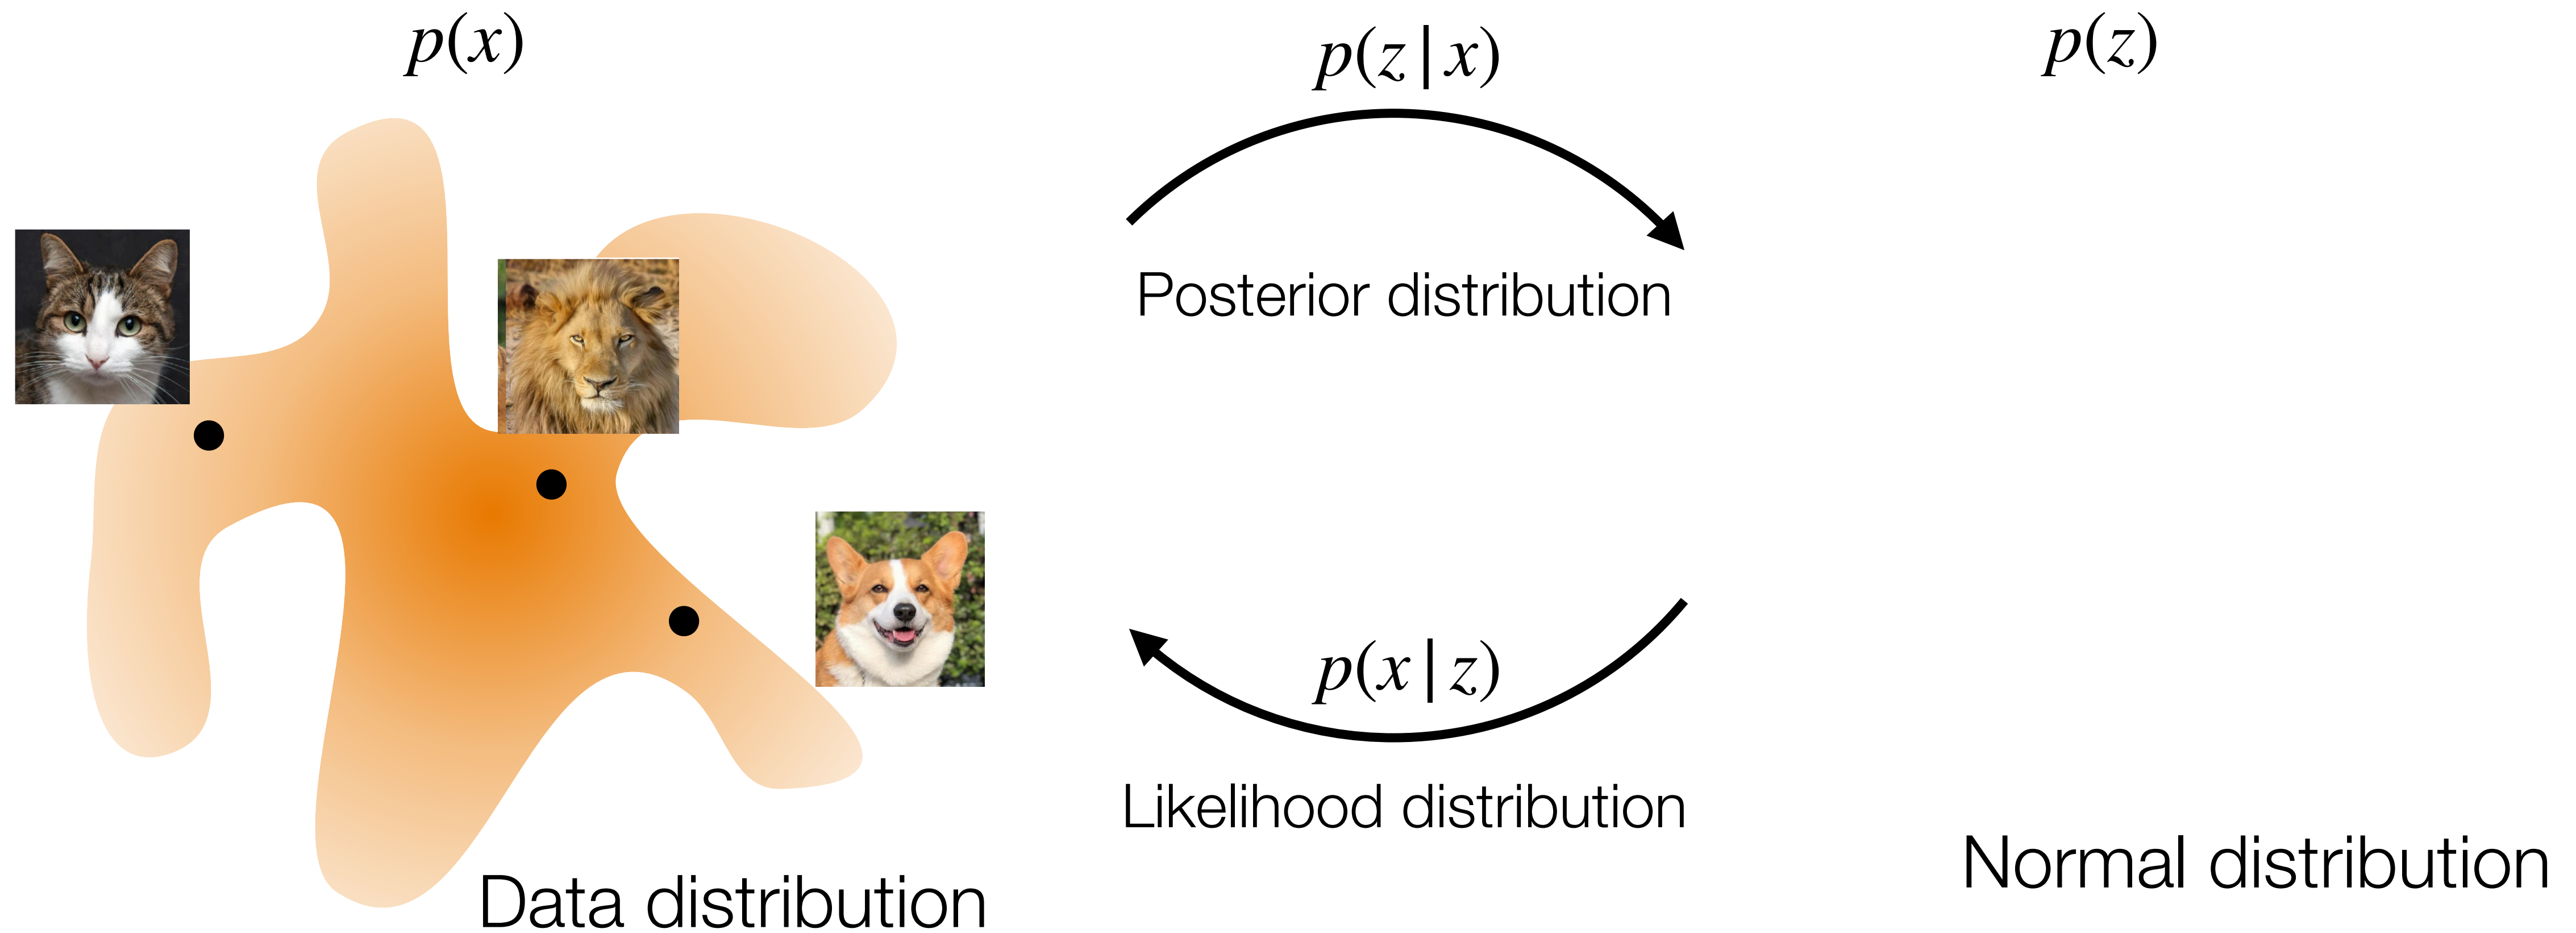 p(x)
p(z|x)
p(z)
Posterior distribution
p(x|z)
Likelihood distribution
Normal distribution
Data distribution